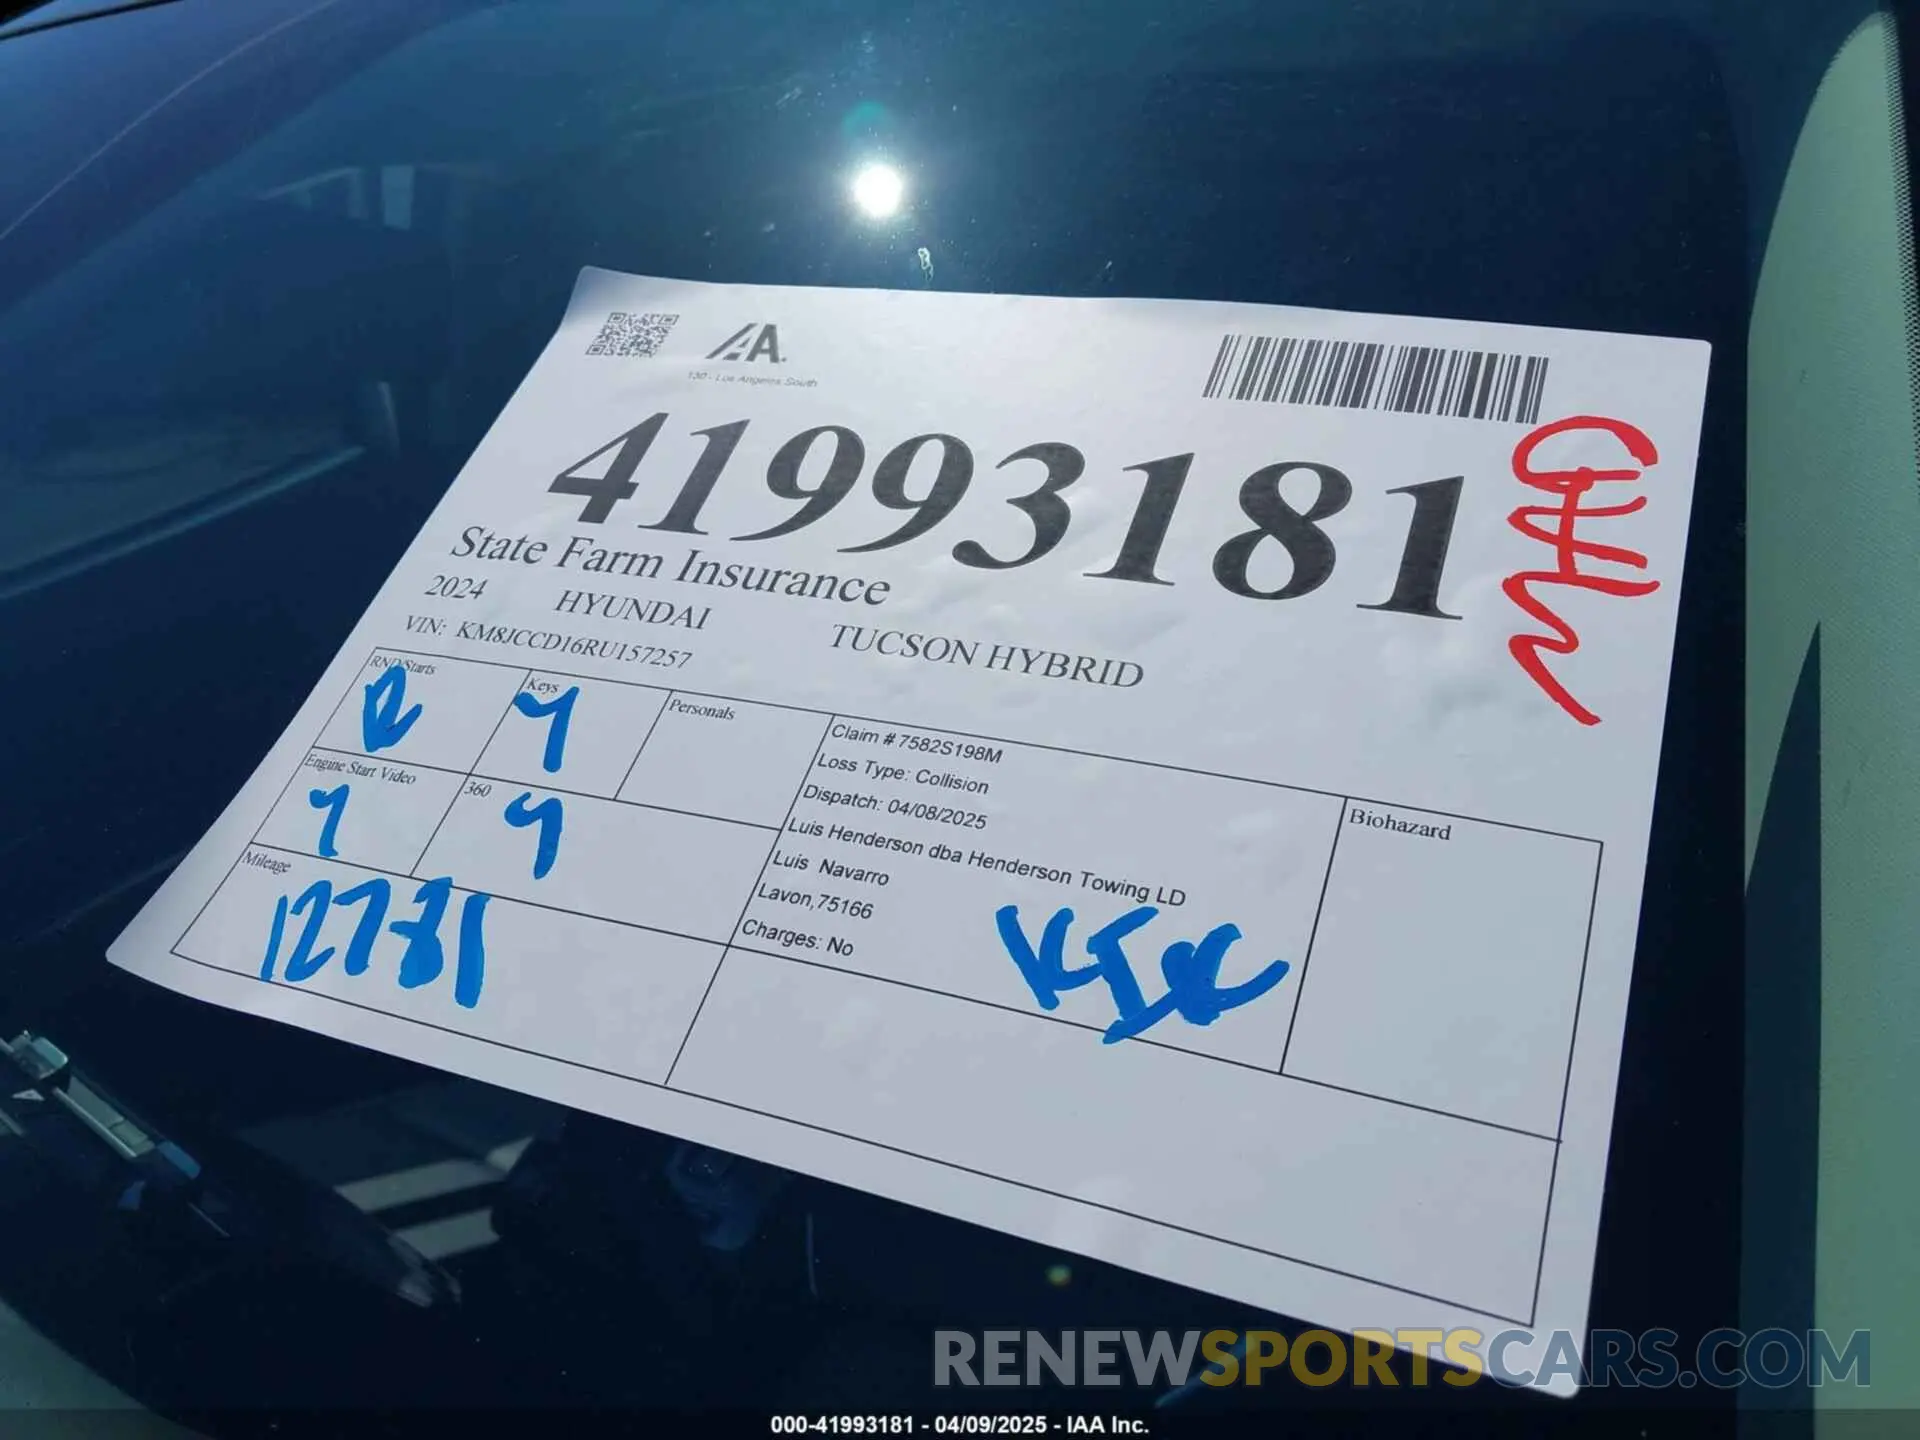 IAA.
130 - Los Angeles South
41993181
State Farm Insurance
2024 HYUNDAI TUCSON HYBRID
VIN: KM8JCCD16RU157257
RND/Starts
R
Keys
Y
Personals
Engine Start Video
Y
360
Y
Mileage
12781
Claim # 7582S198M
Loss Type: Collision
Dispatch: 04/08/2025
Luis Henderson dba Henderson Towing LD
Luis Navarro
Lavon,75166
Charges: No
Biohazard
RENEWSPORTSCARS.COM
000-41993181 - 04/09/2025 - IAA Inc.